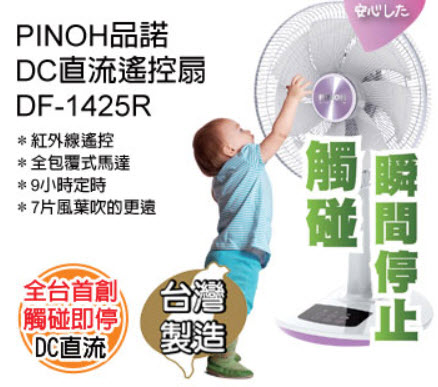 安心した
PINOH品諾
DC直流遙控扇
DF-1425R
＊紅外線遙控
＊全包覆式馬達
＊9小時定時
＊7片風葉吹的更遠
PINOH
觸碰
瞬間停止
全台首創
觸碰即停
DC直流
台灣
製造